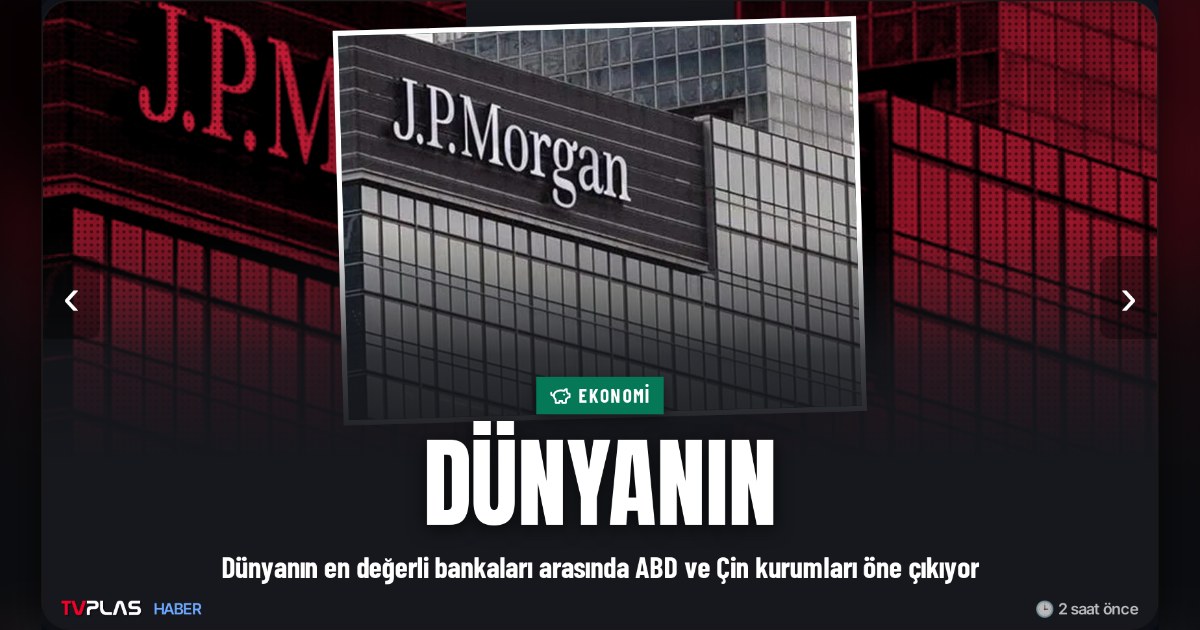 J.P.M
J.P.Morgan
EKONOMİ
DÜNYANIN
Dünyanın en değerli bankaları arasında ABD ve Çin kurumları öne çıkıyor
TVPLAS HABER
2 saat önce